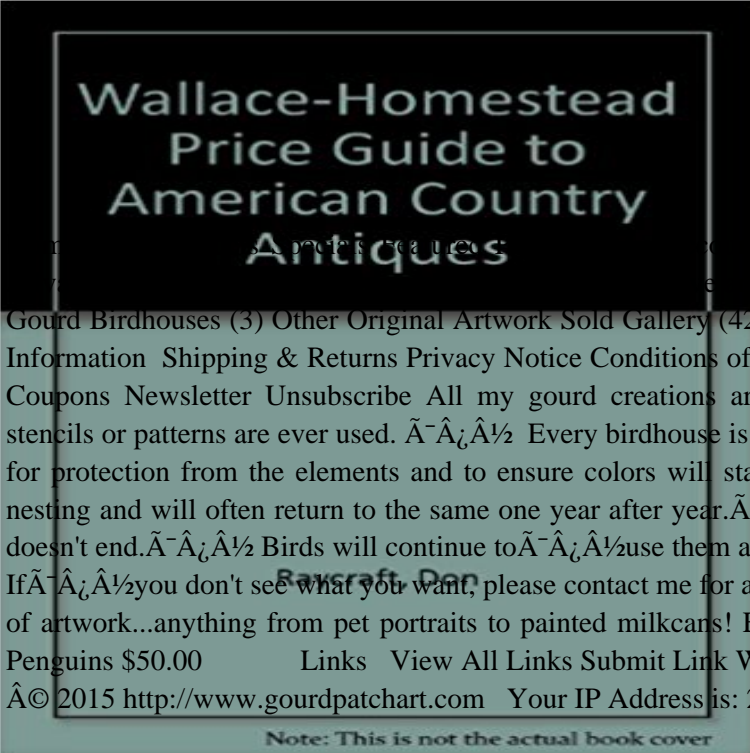 Wallace-Homestead
Price Guide to
American Country
Antiques
Specials Featured
Gourd Birdhouses (3) Other Original Artwork Sold Gallery (42
Information Shipping & Returns Privacy Notice Conditions of
Coupons Newsletter Unsubscribe All my gourd creations ar
stencils or patterns are ever used. Ã¯Â¿Â½ Every birdhouse is
for protection from the elements and to ensure colors will sta
nesting and will often return to the same one year after year.Ã
doesn't end.Ã¯Â¿Â½ Birds will continue toÃ¯Â¿Â½use them a
IfÃ¯Â¿Â½you don't see what you want, please contact me for a
Raycraft, Don
of artwork...anything from pet portraits to painted milkcans!
Penguins $50.00 Links View All Links Submit Link W
Â© 2015 http://www.gourdpatchart.com Your IP Address is: 2
Note: This is not the actual book cover